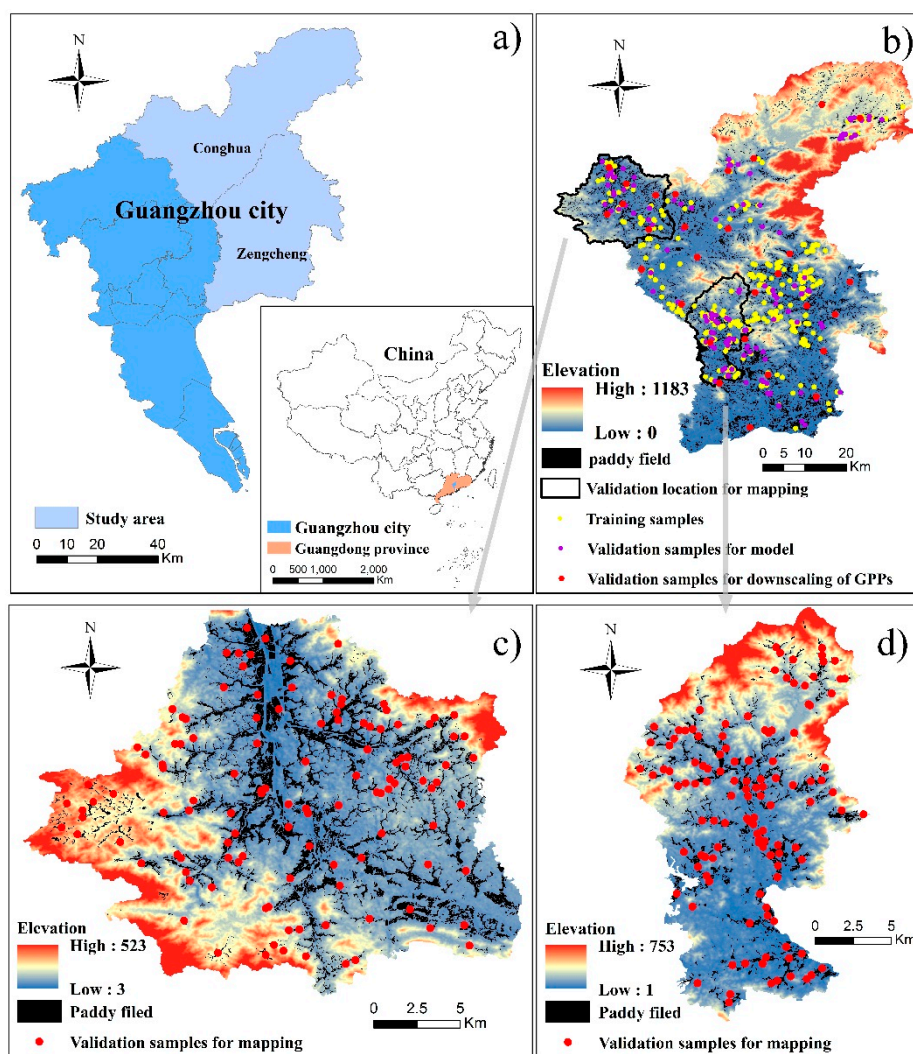 a)
N
Conghua
Guangzhou city
Zengcheng
Study area
0 10 20 40
Km
China
Guangzhou city
Guangdong province
0 500 1,000 2,000
Km
b)
N
Elevation
High : 1183
Low : 0
paddy field
0 5 10 20
Km
Validation location for mapping
Training samples
Validation samples for model
Validation samples for downscaling of GPPs
c)
N
Elevation
High : 523
Low : 3
Paddy filed
0 2.5 5
Km
Validation samples for mapping
d)
N
Elevation
High : 753
Low : 1
0 2.5 5
Km
Paddy filed
Validation samples for mapping